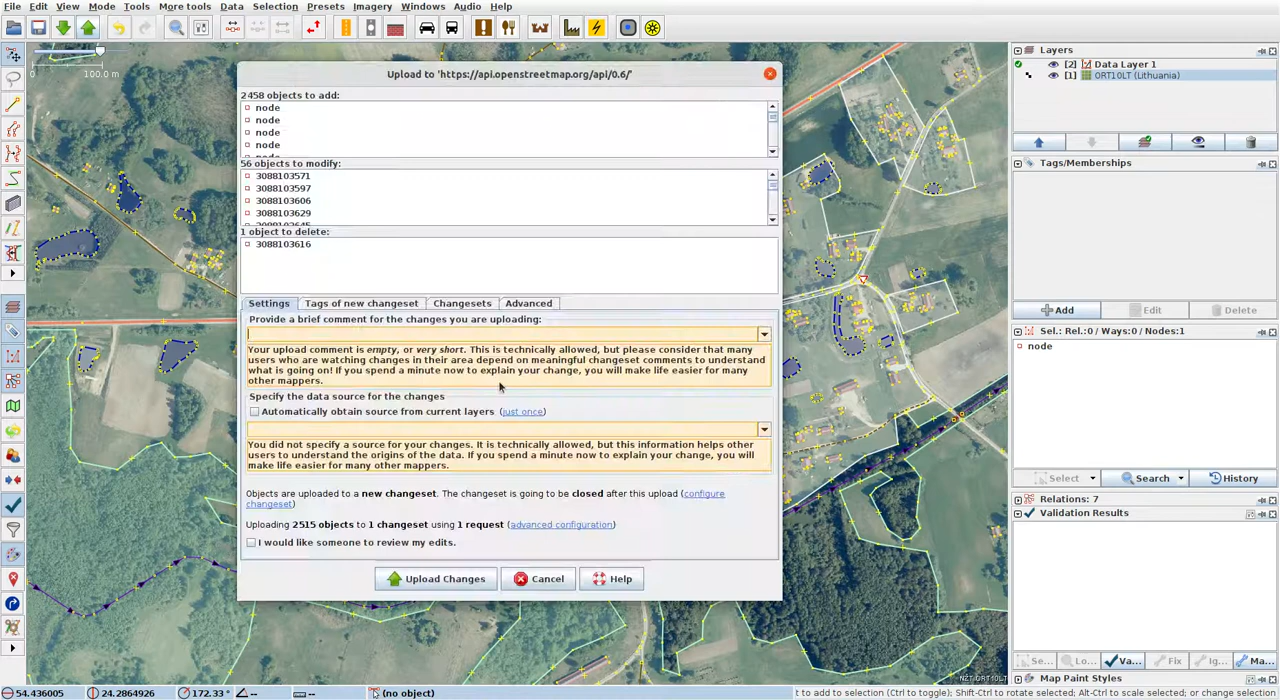 File Edit View Mode Tools More tools Data Selection Presets Imagery Windows Audio Help
0 100.0 m
Upload to 'https://api.openstreetmap.org/api/0.6/'
2458 objects to add:
node
node
node
node
56 objects to modify:
3088103571
3088103597
3088103606
3088103629
1 object to delete:
3088103616
Settings Tags of new changeset Changesets Advanced
Provide a brief comment for the changes you are uploading:
Your upload comment is empty, or very short. This is technically allowed, but please consider that many
users who are watching changes in their area depend on meaningful changeset comments to understand
what is going on! If you spend a minute now to explain your change, you will make life easier for many
other mappers.
Specify the data source for the changes
Automatically obtain source from current layers (just once)
You did not specify a source for your changes. It is technically allowed, but this information helps other
users to understand the origins of the data. If you spend a minute now to explain your change, you will
make life easier for many other mappers.
Objects are uploaded to a new changeset. The changeset is going to be closed after this upload (configure
changeset)
Uploading 2515 objects to 1 changeset using 1 request (advanced configuration)
I would like someone to review my edits.
Upload Changes Cancel Help
Layers
[2] Data Layer 1
[1] ORT10LT (Lithuania)
Tags/Memberships
Add Edit Delete
Sel.: Rel.:0 / Ways:0 / Nodes:1
node
Select Search History
Relations: 7
Validation Results
Se... Lo... Va... Fix Ig... Ma...
Map Paint Styles
NŽT ORT10LT
54.436005 24.2864926 172.33° -- -- (no object)
t to add to selection (Ctrl to toggle); Shift-Ctrl to rotate selected; Alt-Ctrl to scale selected; or change selection